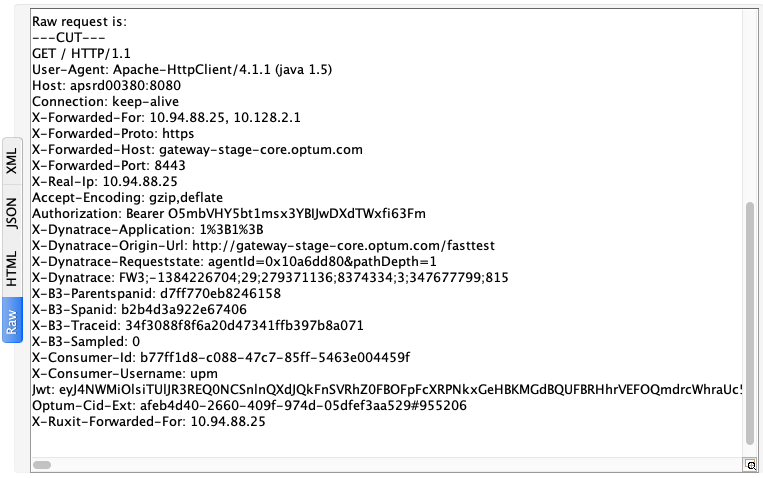 Raw request is:
---CUT---
GET / HTTP/1.1
User-Agent: Apache-HttpClient/4.1.1 (java 1.5)
Host: apsrd00380:8080
Connection: keep-alive
X-Forwarded-For: 10.94.88.25, 10.128.2.1
X-Forwarded-Proto: https
X-Forwarded-Host: gateway-stage-core.optum.com
X-Forwarded-Port: 8443
X-Real-Ip: 10.94.88.25
Accept-Encoding: gzip,deflate
Authorization: Bearer O5mbVHY5bt1msx3YBIJwDXdTWxfi63Fm
X-Dynatrace-Application: 1%3B1%3B
X-Dynatrace-Origin-Url: http://gateway-stage-core.optum.com/fasttest
X-Dynatrace-Requeststate: agentId=0x10a6dd80&pathDepth=1
X-Dynatrace: FW3;-1384226704;29;279371136;8374334;3;347677799;815
X-B3-Parentspanid: d7ff770eb8246158
X-B3-Spanid: b2b4d3a922e67406
X-B3-Traceid: 34f3088f8f6a20d47341ffb397b8a071
X-B3-Sampled: 0
X-Consumer-Id: b77ff1d8-c088-47c7-85ff-5463e004459f
X-Consumer-Username: upm
Jwt: eyJ4NWMiOlsiTUlJR3REQ0NCSnlnQXdJQkFnSVRhZ0FBOFpFcXRPNkxGeHBKMGdBQUFBRHhrVEFOQmdrcWhraUc5
Optum-Cid-Ext: afeb4d40-2660-409f-974d-05dfef3aa529#955206
X-Ruxit-Forwarded-For: 10.94.88.25
XML
JSON
HTML
Raw